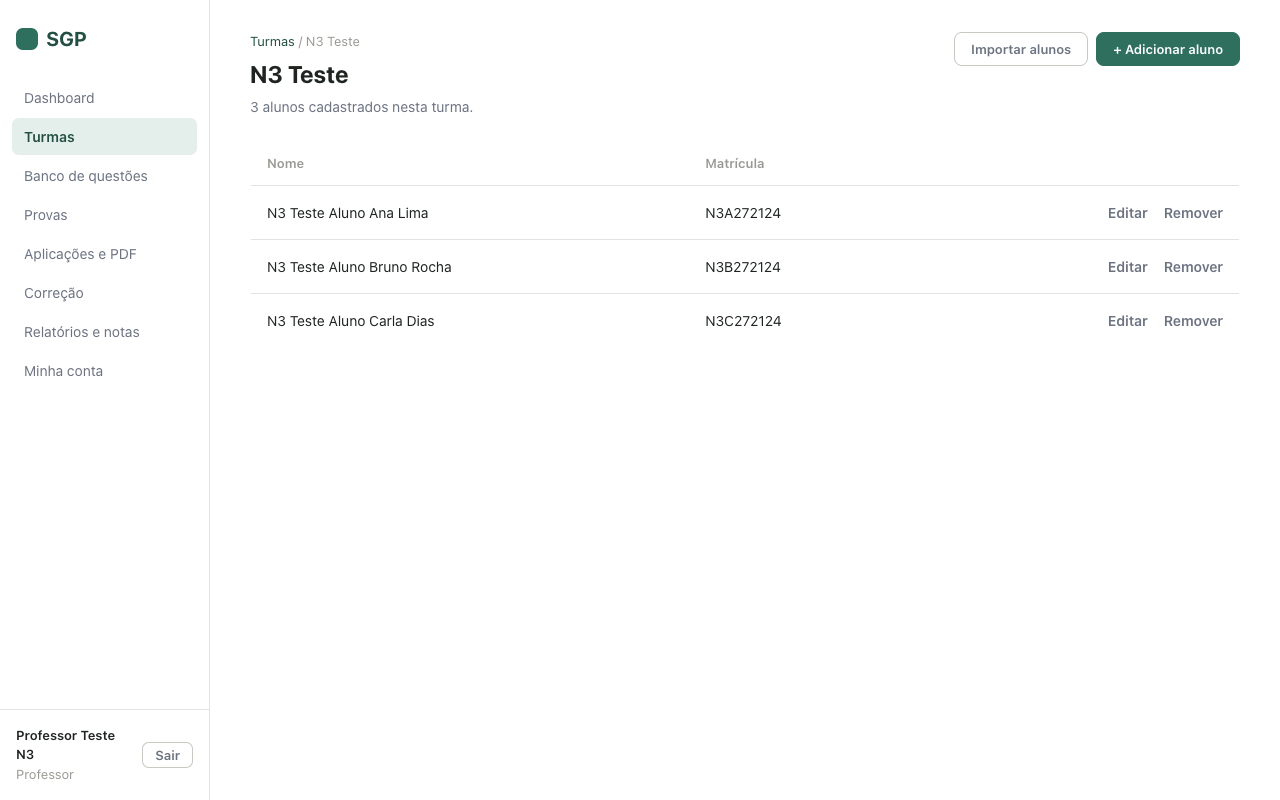 SGP
Dashboard
Turmas
Banco de questões
Provas
Aplicações e PDF
Correção
Relatórios e notas
Minha conta
Professor Teste
N3
Professor
Sair
Turmas / N3 Teste
N3 Teste
3 alunos cadastrados nesta turma.
Importar alunos
+ Adicionar aluno
Nome Matrícula
N3 Teste Aluno Ana Lima N3A272124 Editar Remover
N3 Teste Aluno Bruno Rocha N3B272124 Editar Remover
N3 Teste Aluno Carla Dias N3C272124 Editar Remover